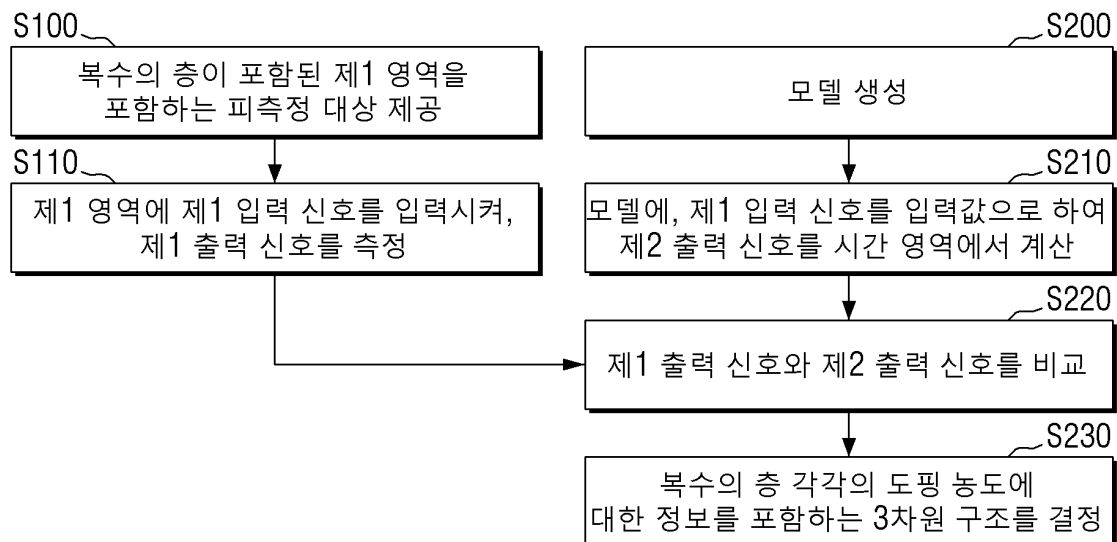 S100
복수의 층이 포함된 제1 영역을
포함하는 피측정 대상 제공
S110
제1 영역에 제1 입력 신호를 입력시켜,
제1 출력 신호를 측정
S200
모델 생성
S210
모델에, 제1 입력 신호를 입력값으로 하여
제2 출력 신호를 시간 영역에서 계산
S220
제1 출력 신호와 제2 출력 신호를 비교
S230
복수의 층 각각의 도핑 농도에
대한 정보를 포함하는 3차원 구조를 결정